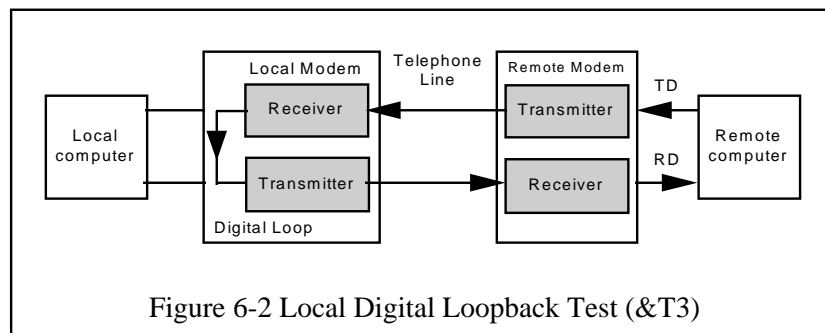 Local Modem
Telephone
Line
Remote Modem
TD
Receiver
Transmitter
Local
computer
Remote
computer
RD
Transmitter
Receiver
Digital Loop
Figure 6-2 Local Digital Loopback Test (&T3)